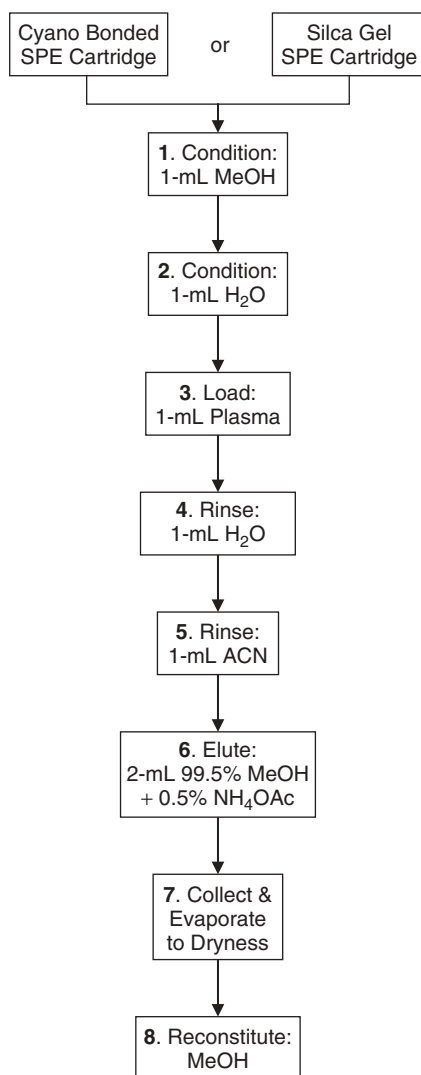 Cyano Bonded
SPE Cartridge
or
Silca Gel
SPE Cartridge
1. Condition:
1-mL MeOH
2. Condition:
1-mL H₂O
3. Load:
1-mL Plasma
4. Rinse:
1-mL H₂O
5. Rinse:
1-mL ACN
6. Elute:
2-mL 99.5% MeOH
+ 0.5% NH₄OAc
7. Collect &
Evaporate
to Dryness
8. Reconstitute:
MeOH